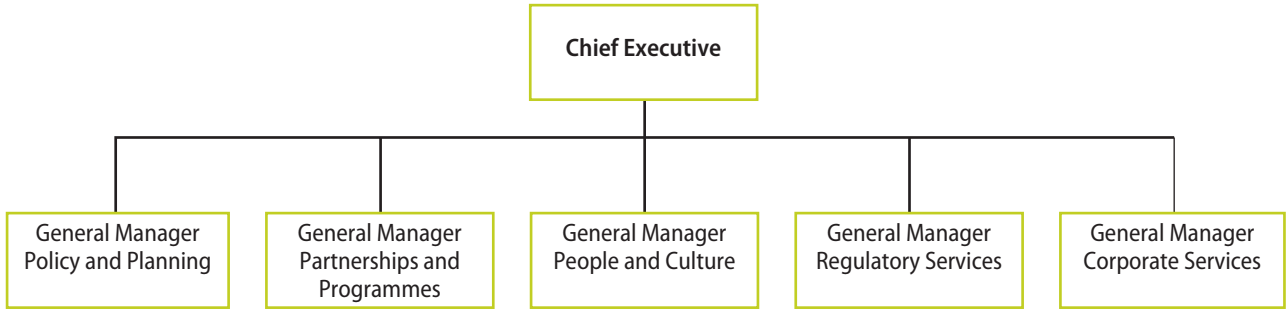 Chief Executive
General Manager
Policy and Planning
General Manager
Partnerships and
Programmes
General Manager
People and Culture
General Manager
Regulatory Services
General Manager
Corporate Services